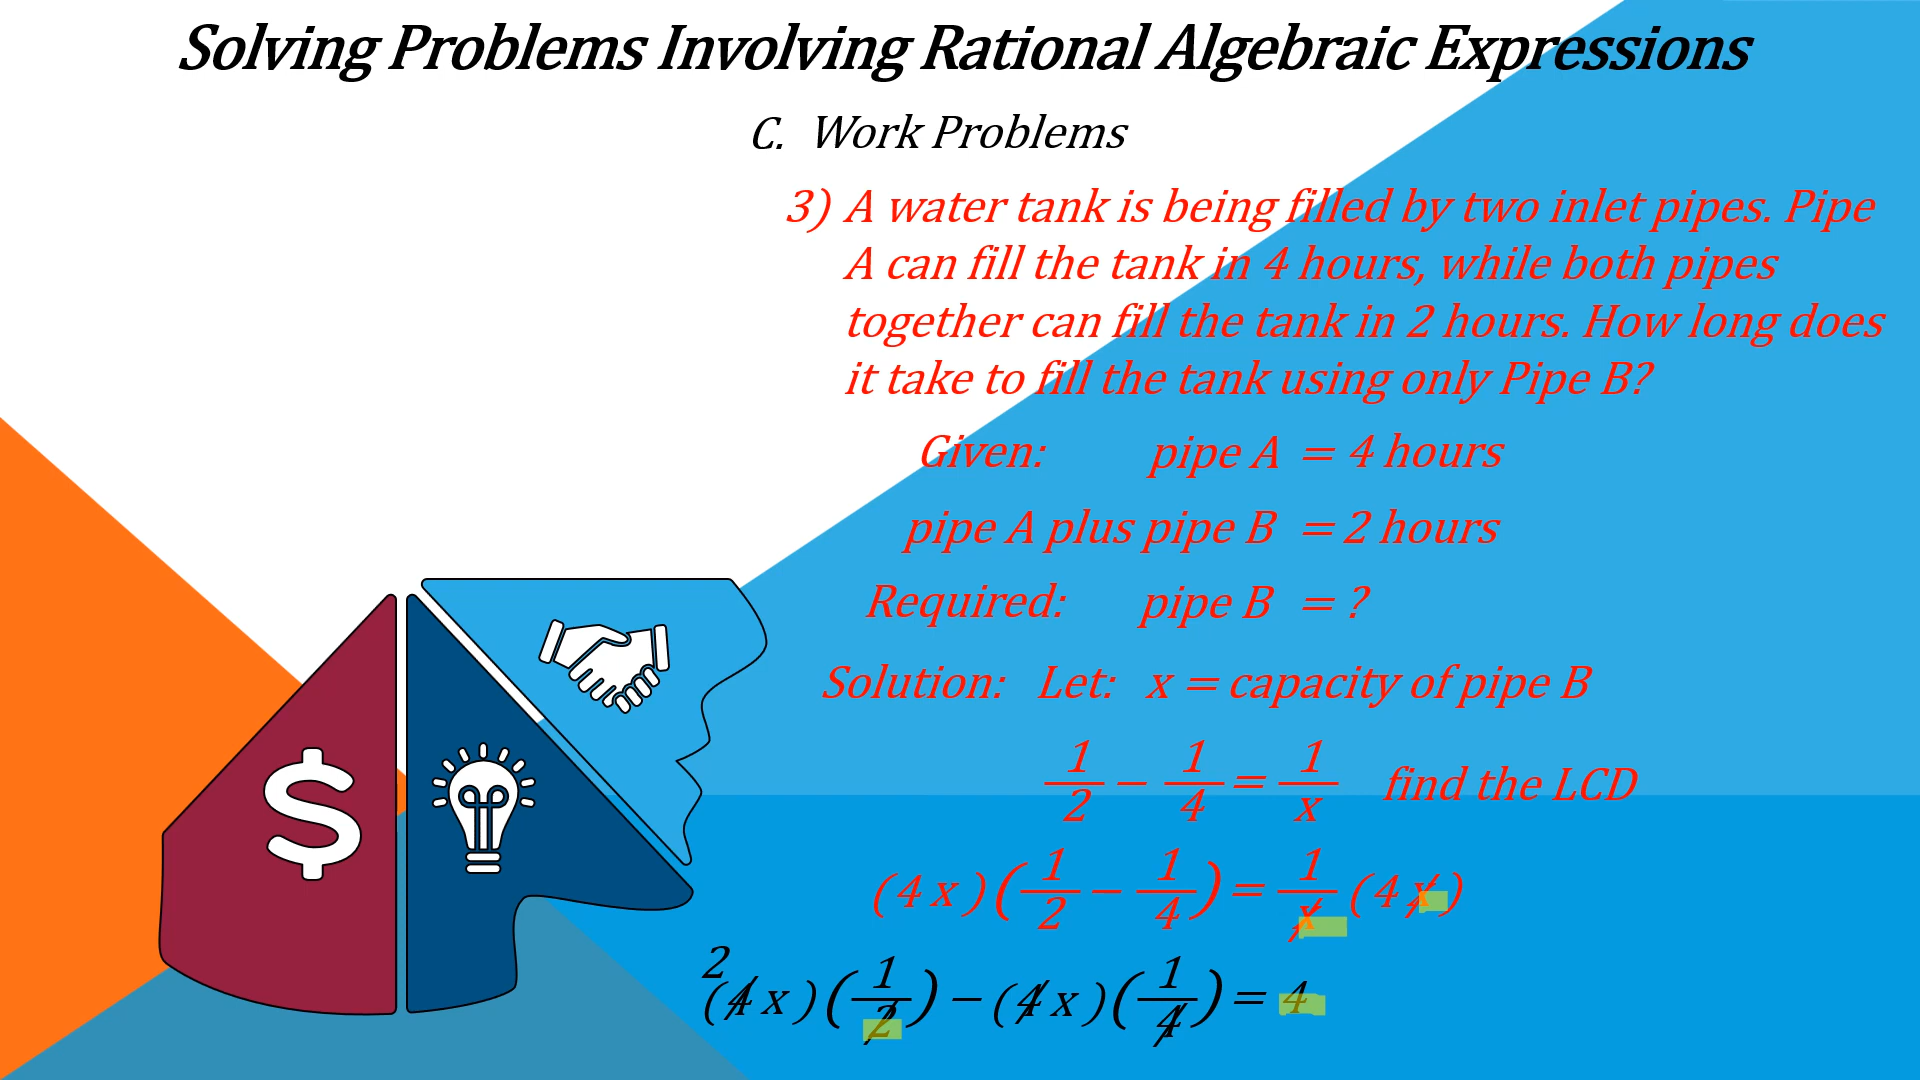 Solving Problems Involving Rational Algebraic Expressions
C. Work Problems
3) A water tank is being filled by two inlet pipes. Pipe
A can fill the tank in 4 hours, while both pipes
together can fill the tank in 2 hours. How long does
it take to fill the tank using only Pipe B?
Given: pipe A = 4 hours
pipe A plus pipe B = 2 hours
Required: pipe B = ?
Solution: Let: x = capacity of pipe B
1/2 − 1/4 = 1/x find the LCD
(4x)(1/2 − 1/4) = 1/x (4x)
2
(4x)(1/2) − (4x)(1/4) = 4
$